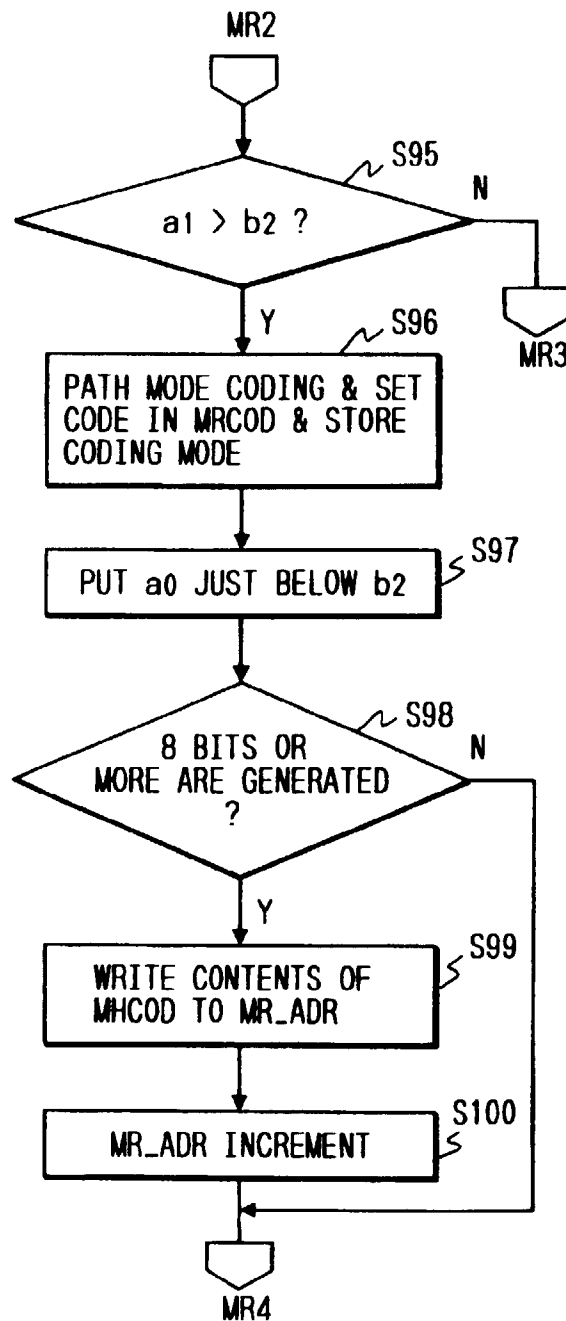 MR2
S95
a1 > b2 ?
N
Y
MR3
S96
PATH MODE CODING & SET
CODE IN MRCOD & STORE
CODING MODE
S97
PUT a0 JUST BELOW b2
S98
8 BITS OR
MORE ARE GENERATED
?
N
Y
S99
WRITE CONTENTS OF
MHCOD TO MR_ADR
S100
MR_ADR INCREMENT
MR4